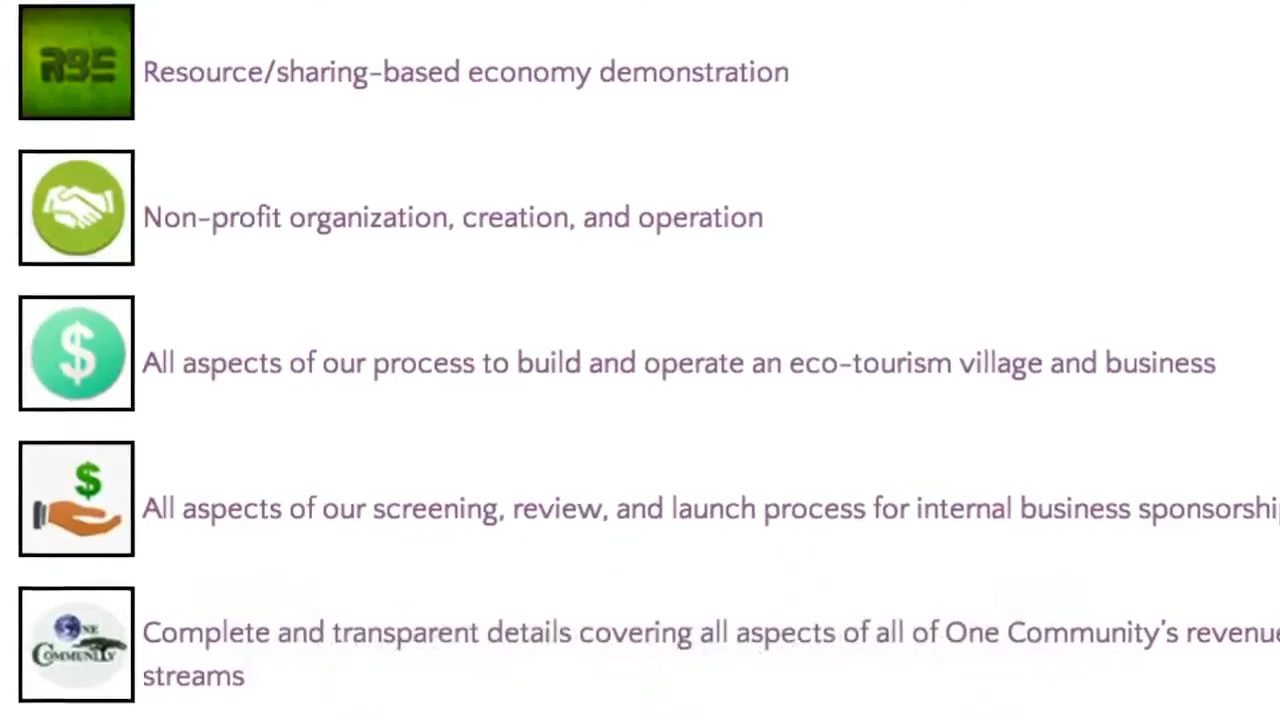 RBE
Resource/sharing-based economy demonstration
Non-profit organization, creation, and operation
$
All aspects of our process to build and operate an eco-tourism village and business
$
All aspects of our screening, review, and launch process for internal business
One
Community
Complete and transparent details covering all aspects of all of One Community's
streams